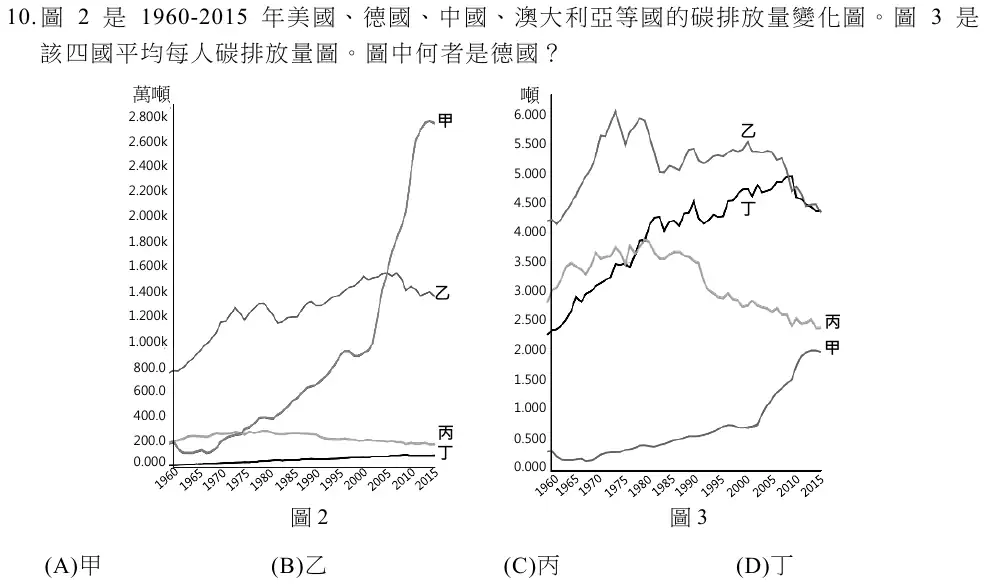 10.圖 2 是 1960-2015 年美國、德國、中國、澳大利亞等國的碳排放量變化圖。圖 3 是
該四國平均每人碳排放量圖。圖中何者是德國？
萬噸
2.800k
2.600k
2.400k
2.200k
2.000k
1.800k
1.600k
1.400k
1.200k
1.000k
800.0
600.0
400.0
200.0
0.000
甲
乙
丙
丁
1960 1965 1970 1975 1980 1985 1990 1995 2000 2005 2010 2015
圖 2
噸
6.000
5.500
5.000
4.500
4.000
3.500
3.000
2.500
2.000
1.500
1.000
0.500
0.000
乙
丁
丙
甲
1960 1965 1970 1975 1980 1985 1990 1995 2000 2005 2010 2015
圖 3
(A)甲 (B)乙 (C)丙 (D)丁